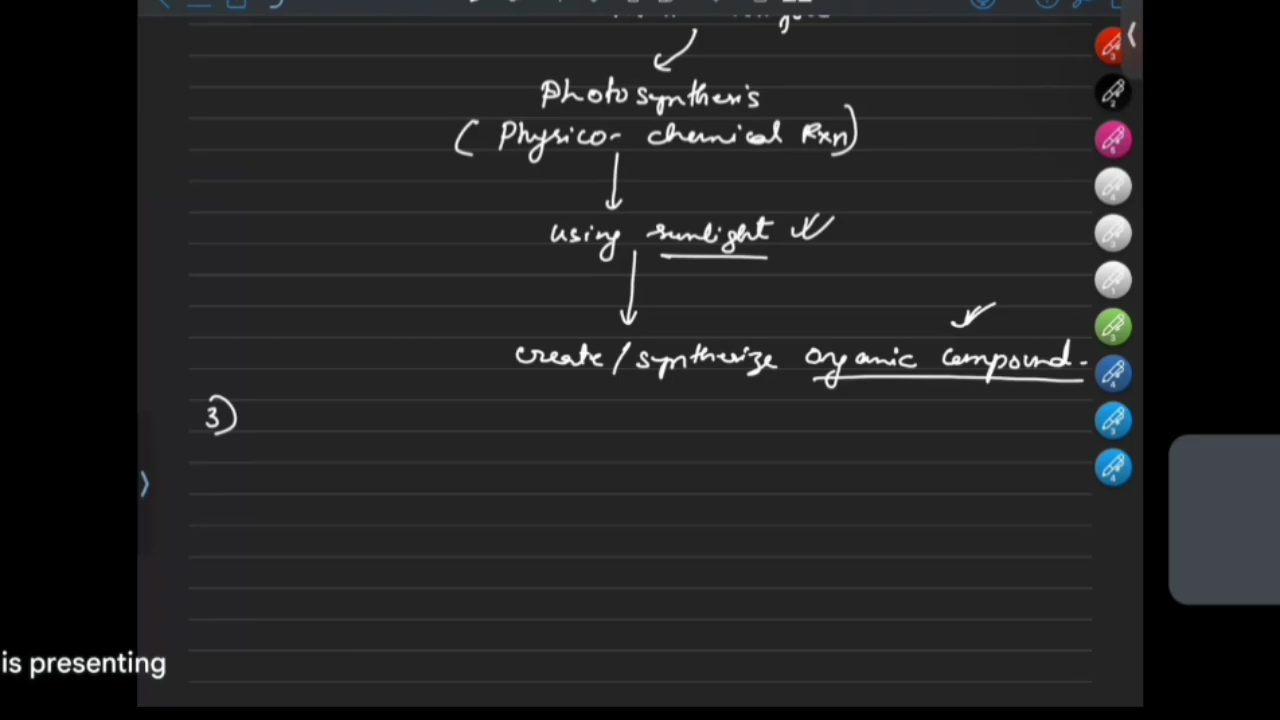 Photosynthesis
(Physico-chemical Rxn)
using sunlight
create/synthesize organic compound.
3)
is presenting